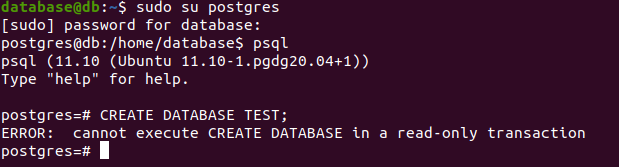 database@db:~$ sudo su postgres
[sudo] password for database:
postgres@db:/home/database$ psql
psql (11.10 (Ubuntu 11.10-1.pgdg20.04+1))
Type "help" for help.

postgres=# CREATE DATABASE TEST;
ERROR:  cannot execute CREATE DATABASE in a read-only transaction
postgres=#